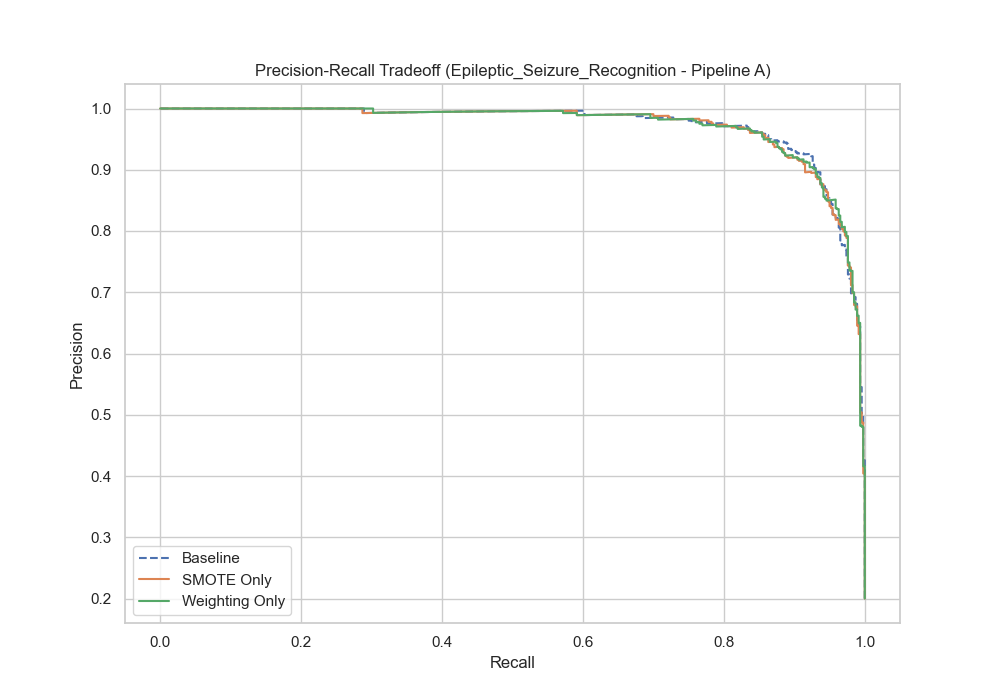 Precision-Recall Tradeoff (Epileptic_Seizure_Recognition - Pipeline A)
Precision
1.0
0.9
0.8
0.7
0.6
0.5
0.4
0.3
0.2
Baseline
SMOTE Only
Weighting Only
0.0 0.2 0.4 0.6 0.8 1.0
Recall